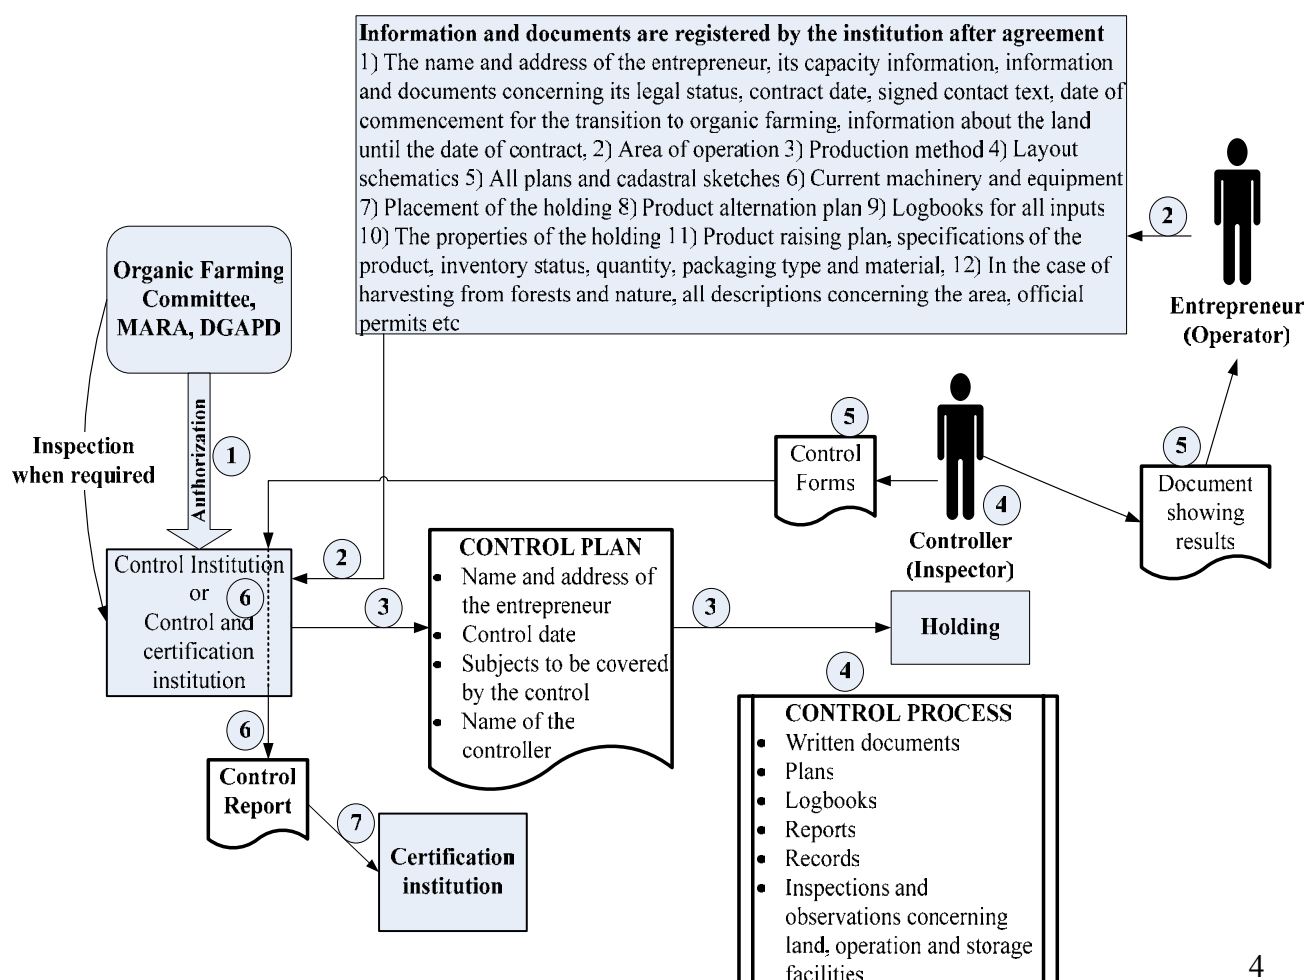 Information and documents are registered by the institution after agreement
1) The name and address of the entrepreneur, its capacity information, information
and documents concerning its legal status, contract date, signed contact text, date of
commencement for the transition to organic farming, information about the land
until the date of contract, 2) Area of operation 3) Production method 4) Layout
schematics 5) All plans and cadastral sketches 6) Current machinery and equipment
7) Placement of the holding 8) Product alternation plan 9) Logbooks for all inputs
10) The properties of the holding 11) Product raising plan, specifications of the
product, inventory status, quantity, packaging type and material, 12) In the case of
harvesting from forests and nature, all descriptions concerning the area, official
permits etc
2
Entrepreneur
(Operator)
Organic Farming
Committee,
MARA, DGAPD
Inspection
when required
Authorization
1
5
Control
Forms
4
Controller
(Inspector)
5
Document
showing
results
Control Institution
or
Control and
certification
institution
6
2
3
CONTROL PLAN
• Name and address of
the entrepreneur
• Control date
• Subjects to be covered
by the control
• Name of the
controller
3
Holding
4
CONTROL PROCESS
• Written documents
• Plans
• Logbooks
• Reports
• Records
• Inspections and
observations concerning
land, operation and storage
facilities
6
Control
Report
7
Certification
institution
4